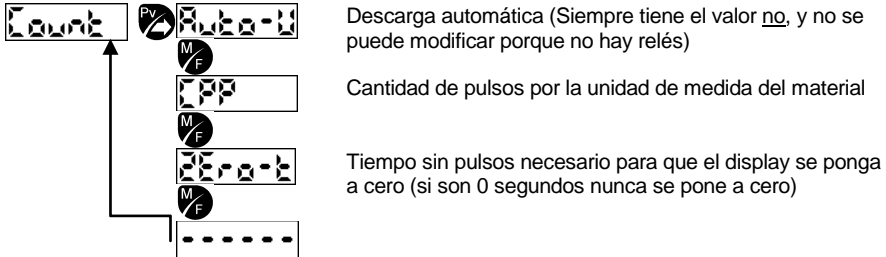 Count Pv Auto-U Descarga automática (Siempre tiene el valor no, y no se
puede modificar porque no hay relés)
M/F
CPP Cantidad de pulsos por la unidad de medida del material
M/F
2Ero-t Tiempo sin pulsos necesario para que el display se ponga
a cero (si son 0 segundos nunca se pone a cero)
M/F
------